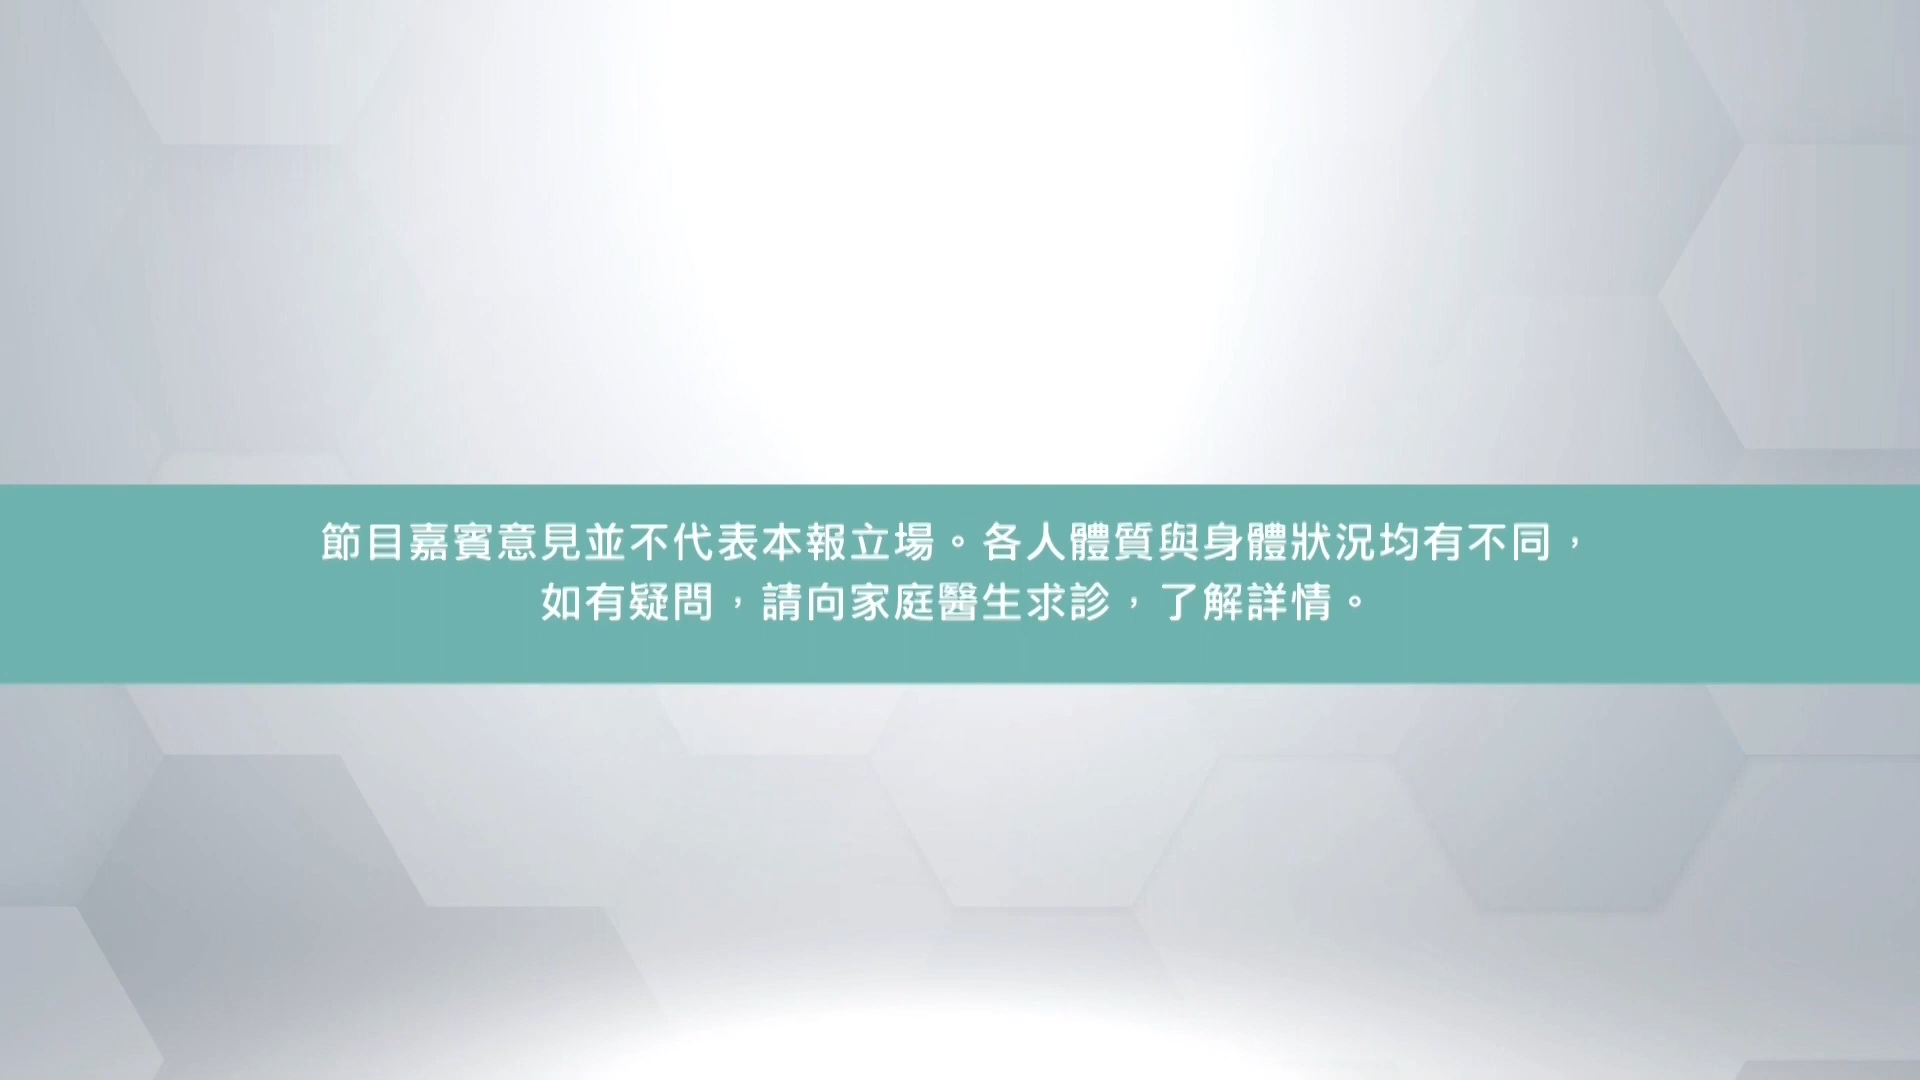 節目嘉賓意見並不代表本報立場。各人體質與身體狀況均有不同，
如有疑問，請向家庭醫生求診，了解詳情。